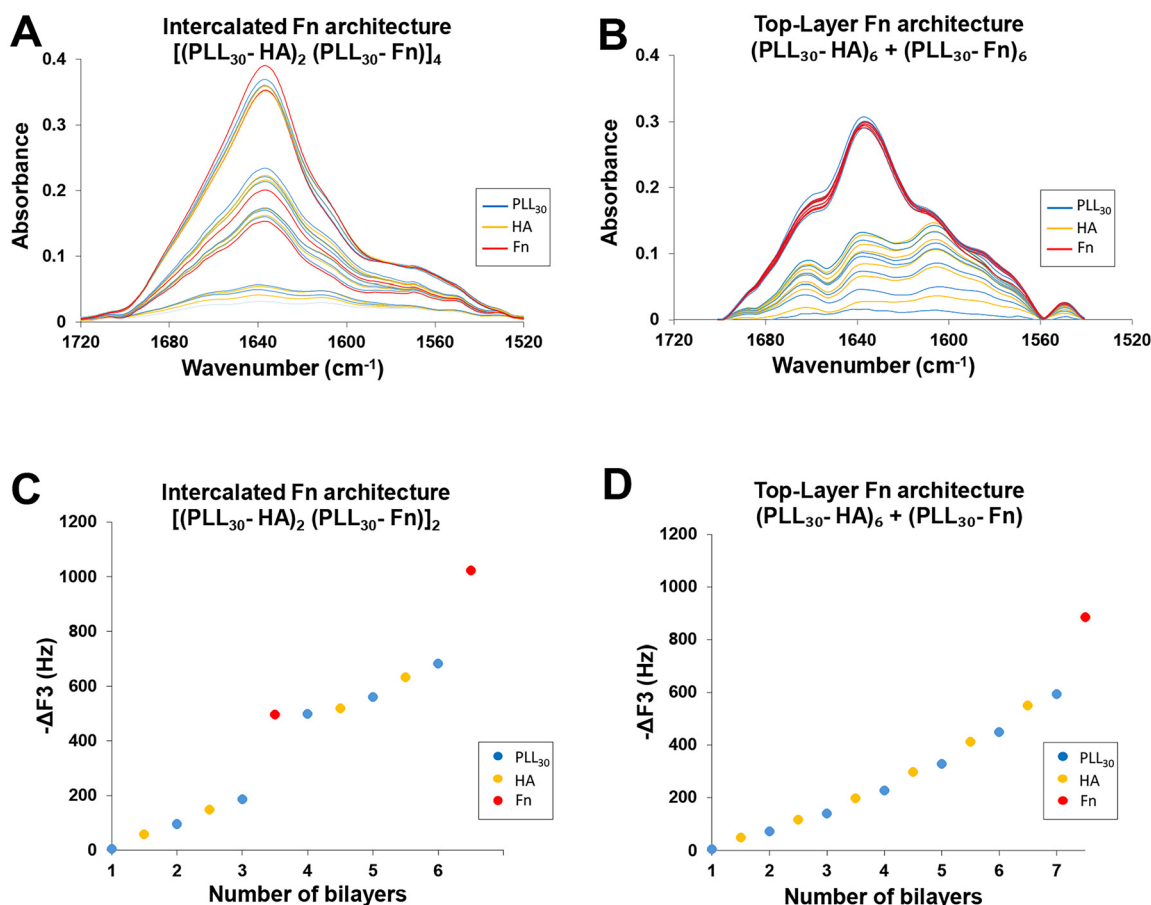 A
Intercalated Fn architecture
[(PLL30- HA)2 (PLL30- Fn)]4
0.4
0.3
0.2
0.1
0
Absorbance
PLL30
HA
Fn
1720 1680 1640 1600 1560 1520
Wavenumber (cm-1)
B
Top-Layer Fn architecture
(PLL30- HA)6 + (PLL30- Fn)6
0.4
0.3
0.2
0.1
0
Absorbance
PLL30
HA
Fn
1720 1680 1640 1600 1560 1520
Wavenumber (cm-1)
C
Intercalated Fn architecture
[(PLL30- HA)2 (PLL30- Fn)]2
1200
1000
800
600
400
200
0
-ΔF3 (Hz)
PLL30
HA
Fn
1 2 3 4 5 6
Number of bilayers
D
Top-Layer Fn architecture
(PLL30- HA)6 + (PLL30- Fn)
1200
1000
800
600
400
200
0
-ΔF3 (Hz)
PLL30
HA
Fn
1 2 3 4 5 6 7
Number of bilayers